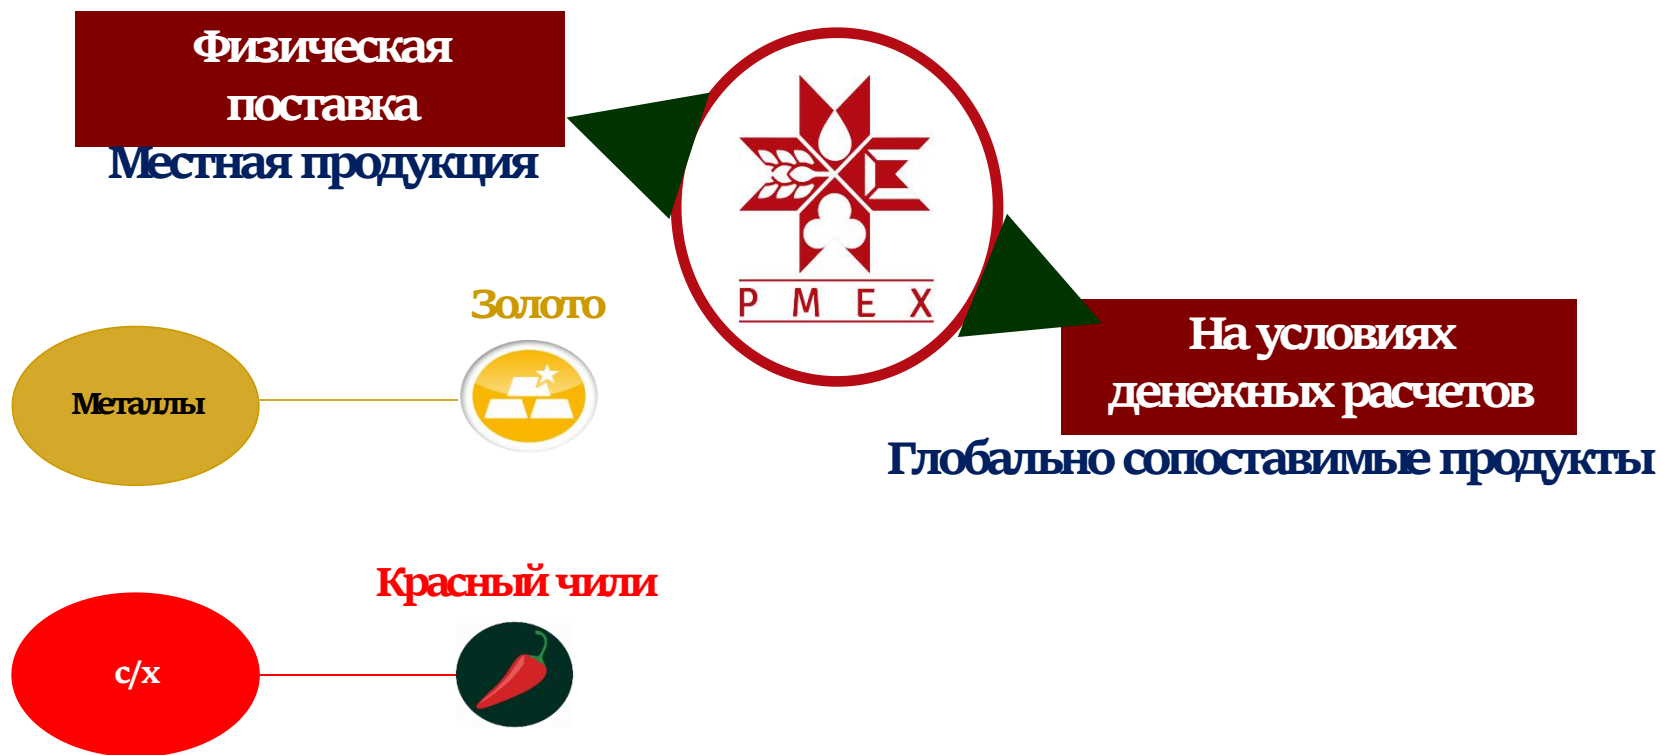 Физическая
поставка
Местная продукция
P M E X
На условиях
денежных расчетов
Глобально сопоставимые продукты
Золото
Металлы
Красный чили
с/х